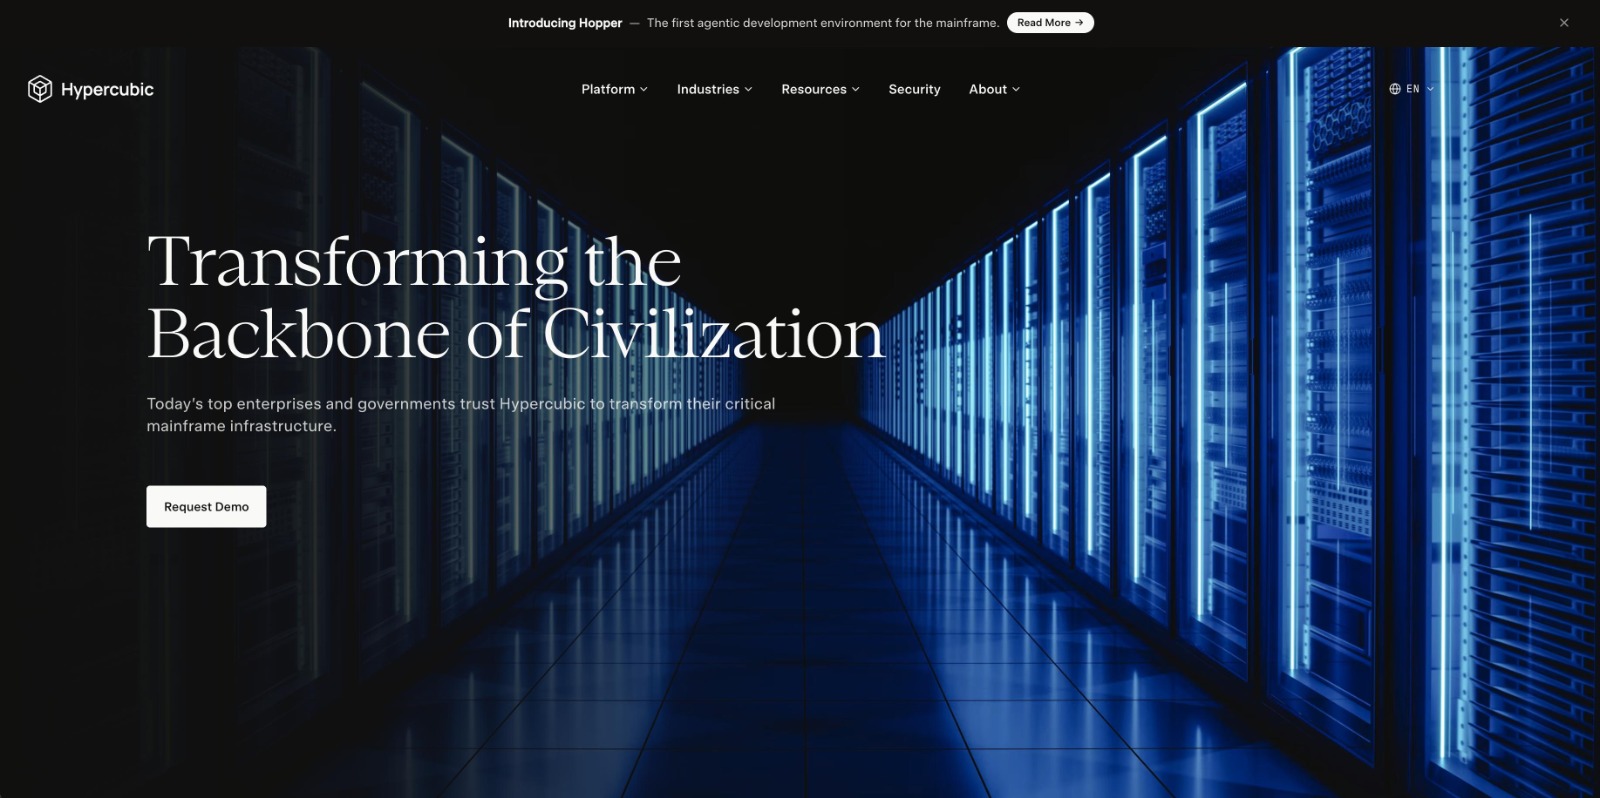 Introducing Hopper — The first agentic development environment for the mainframe. Read More →
Hypercubic
Platform Industries Resources Security About
EN
Transforming the
Backbone of Civilization
Today's top enterprises and governments trust Hypercubic to transform their critical
mainframe infrastructure.
Request Demo